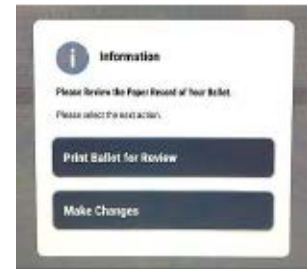 Information
Please Review the Paper Record of Your Ballot.
Please select the next action.
Print Ballot for Review
Make Changes